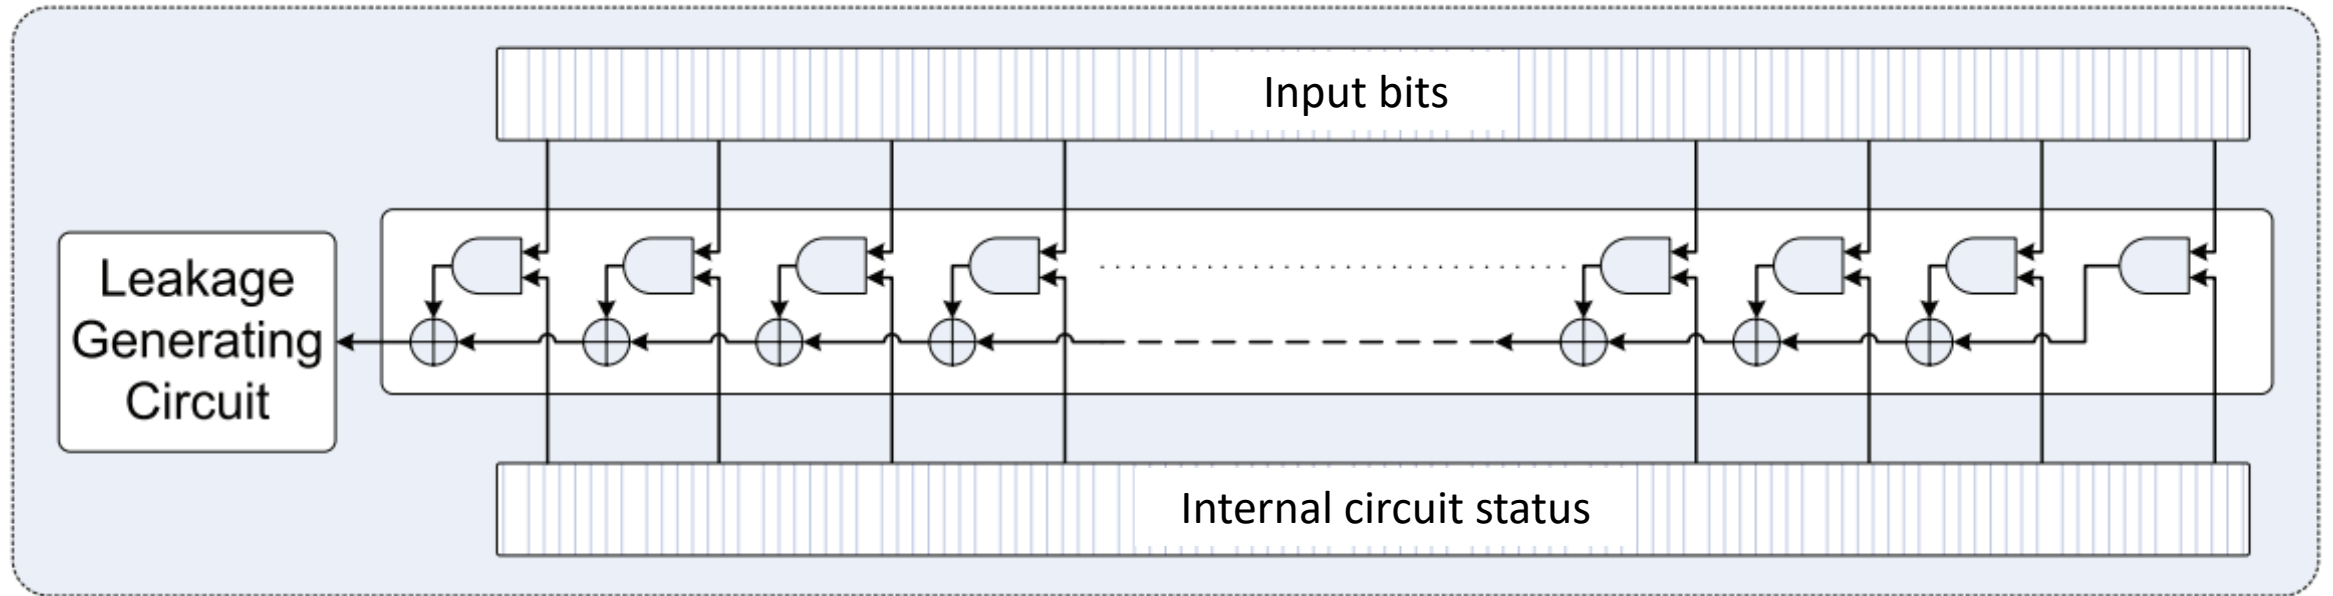 Input bits
Leakage
Generating
Circuit
Internal circuit status